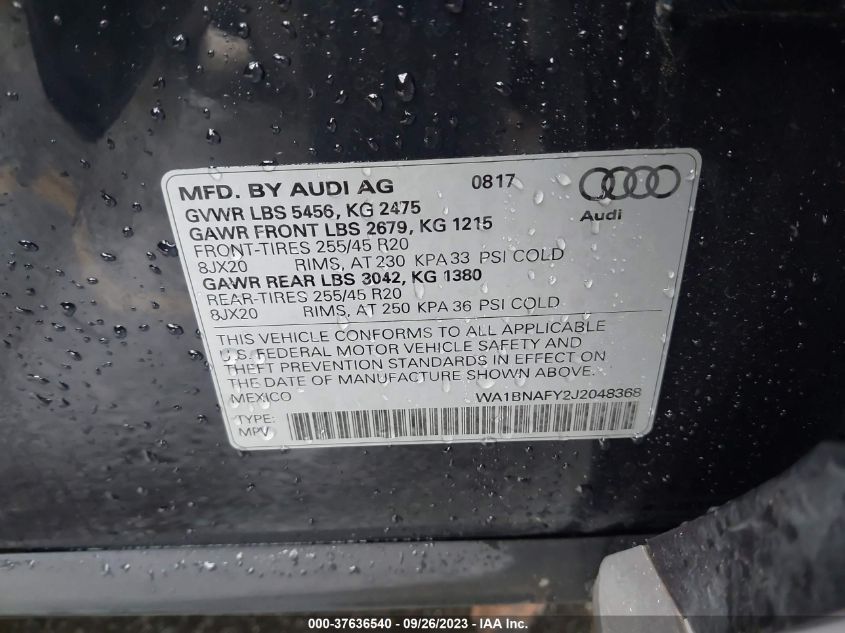 MFD. BY AUDI AG 0817
Audi
GVWR LBS 5456, KG 2475
GAWR FRONT LBS 2679, KG 1215
FRONT-TIRES 255/45 R20
8JX20 RIMS, AT 230 KPA 33 PSI COLD
GAWR REAR LBS 3042, KG 1380
REAR-TIRES 255/45 R20
8JX20 RIMS, AT 250 KPA 36 PSI COLD
THIS VEHICLE CONFORMS TO ALL APPLICABLE
U.S. FEDERAL MOTOR VEHICLE SAFETY AND
THEFT PREVENTION STANDARDS IN EFFECT ON
THE DATE OF MANUFACTURE SHOWN ABOVE.
MEXICO WA1BNAFY2J2048368
TYPE:
MPV
000-37636540 - 09/26/2023 - IAA Inc.